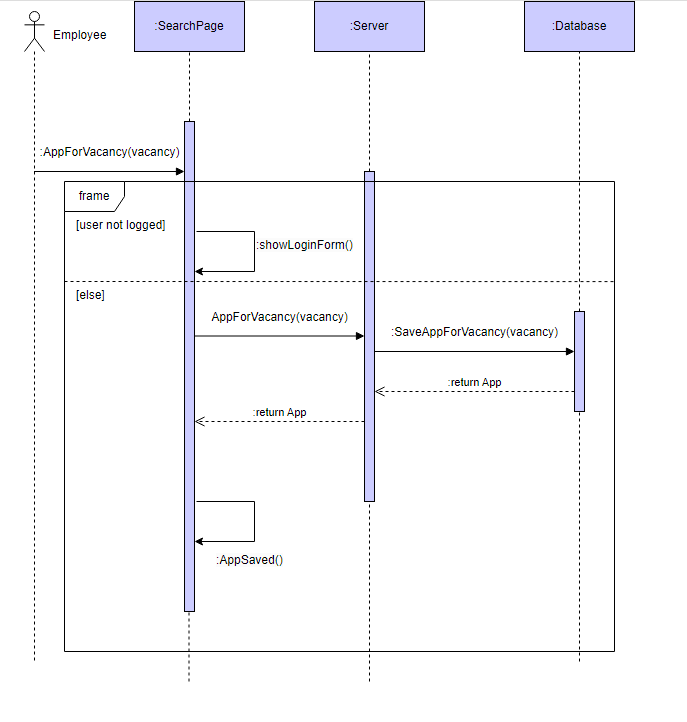 Employee
:SearchPage
:Server
:Database
:AppForVacancy(vacancy)
frame
[user not logged]
:showLoginForm()
[else]
AppForVacancy(vacancy)
:SaveAppForVacancy(vacancy)
:return App
:return App
:AppSaved()